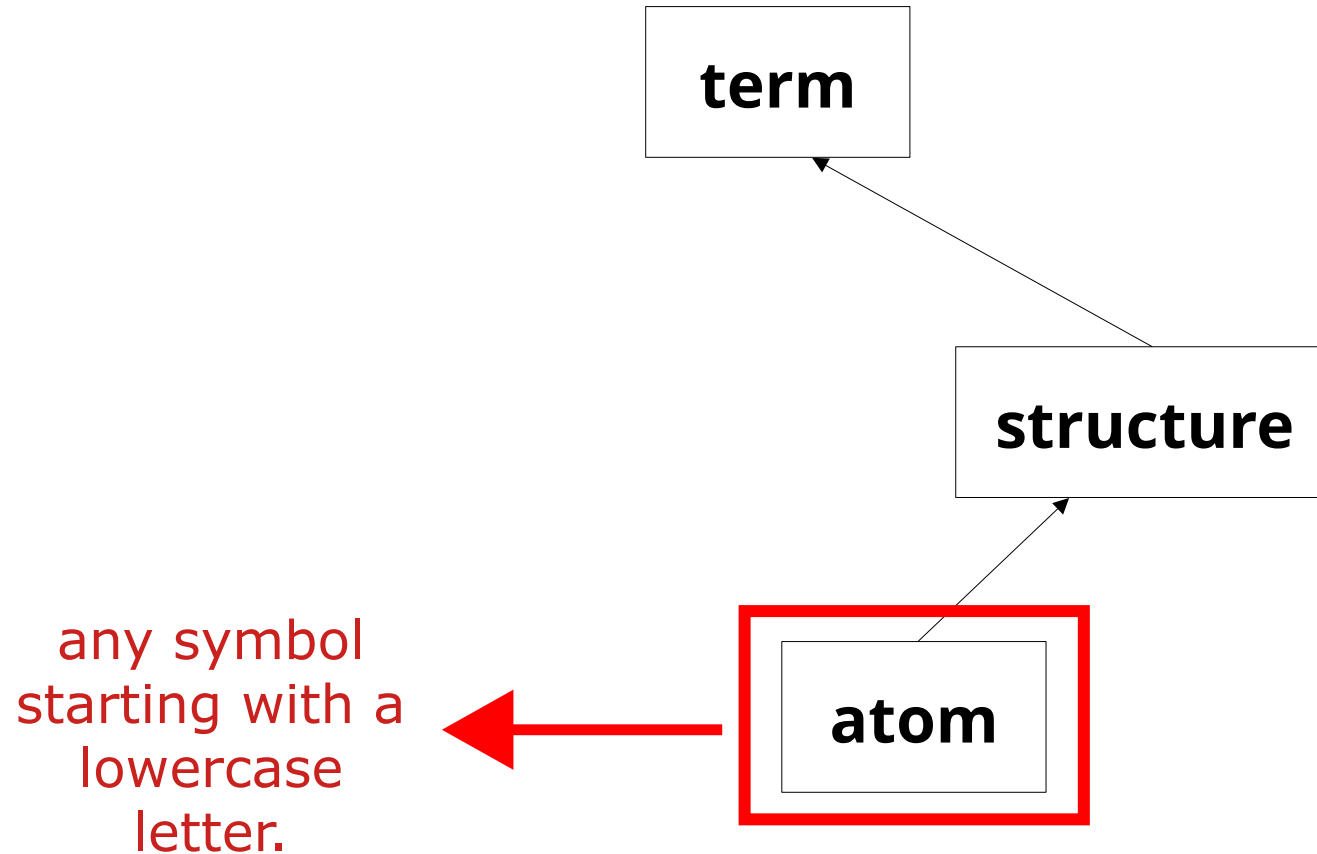 term
structure
any symbol
starting with a
lowercase
letter.
atom